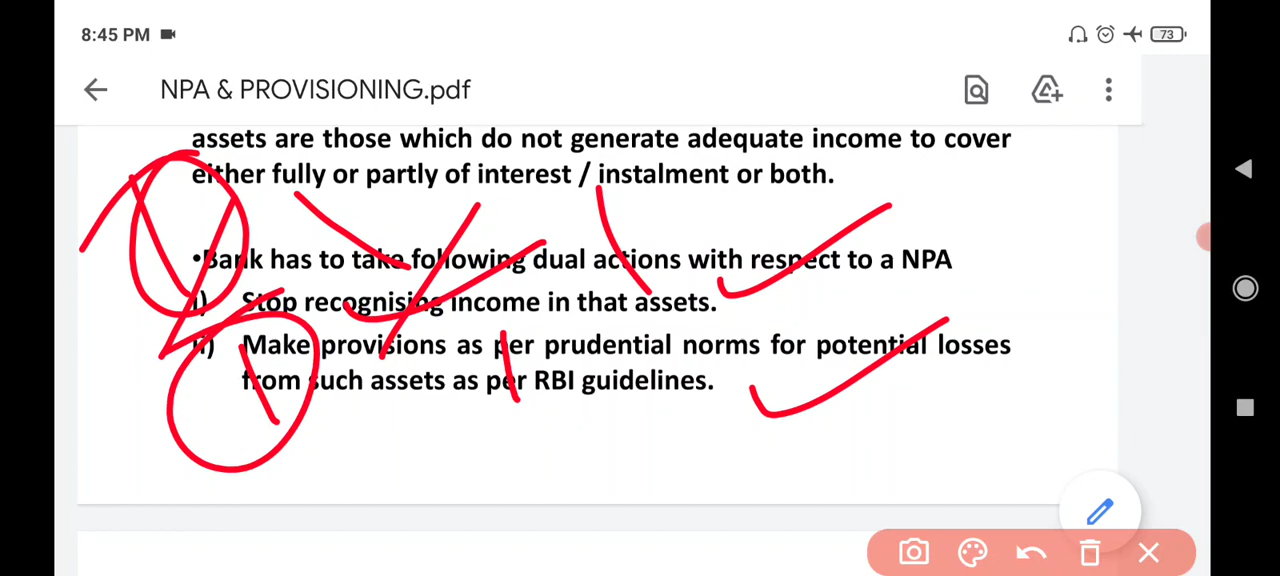 8:45 PM
73
NPA & PROVISIONING.pdf
assets are those which do not generate adequate income to cover
either fully or partly of interest / instalment or both.
•Bank has to take following dual actions with respect to a NPA
i) Stop recognising income in that assets.
ii) Make provisions as per prudential norms for potential losses
from such assets as per RBI guidelines.